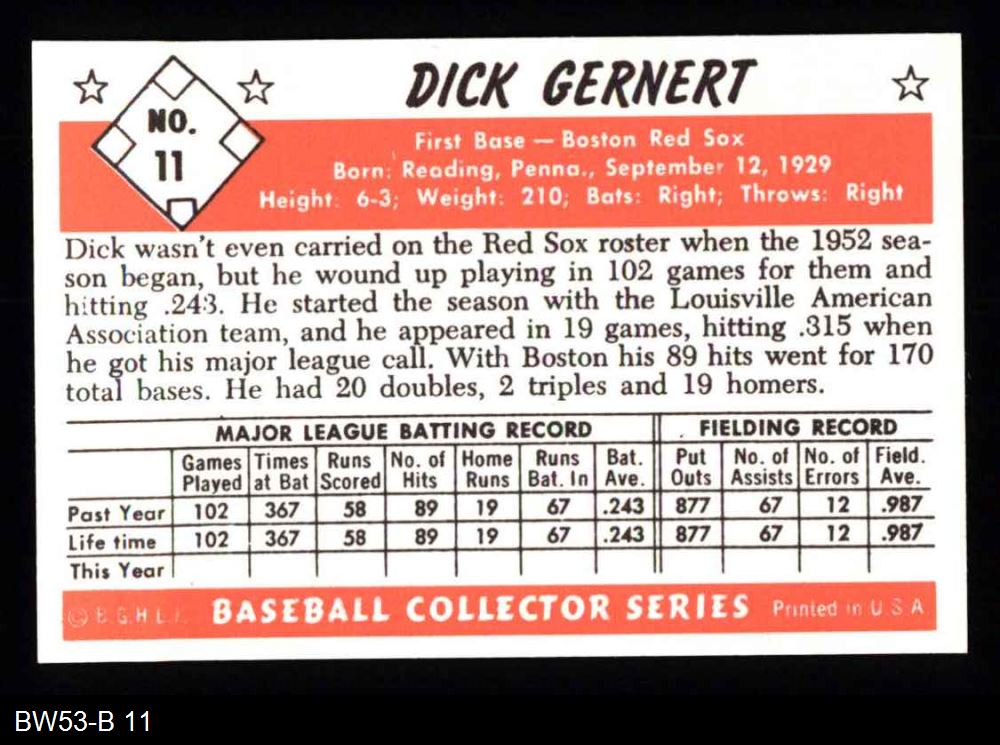 DICK GERNERT
NO.
11
First Base — Boston Red Sox
Born: Reading, Penna., September 12, 1929
Height: 6-3; Weight: 210; Bats: Right; Throws: Right
Dick wasn't even carried on the Red Sox roster when the 1952 sea-
son began, but he wound up playing in 102 games for them and
hitting .243. He started the season with the Louisville American
Association team, and he appeared in 19 games, hitting .315 when
he got his major league call. With Boston his 89 hits went for 170
total bases. He had 20 doubles, 2 triples and 19 homers.
MAJOR LEAGUE BATTING RECORD FIELDING RECORD
Games Times Runs No. of Home Runs Bat. Put No. of No. of Field.
Played at Bat Scored Hits Runs Bat. In Ave. Outs Assists Errors Ave.
Past Year 102 367 58 89 19 67 .243 877 67 12 .987
Life time 102 367 58 89 19 67 .243 877 67 12 .987
This Year
© B.G.H.L.I. BASEBALL COLLECTOR SERIES Printed in U S A
BW53-B 11